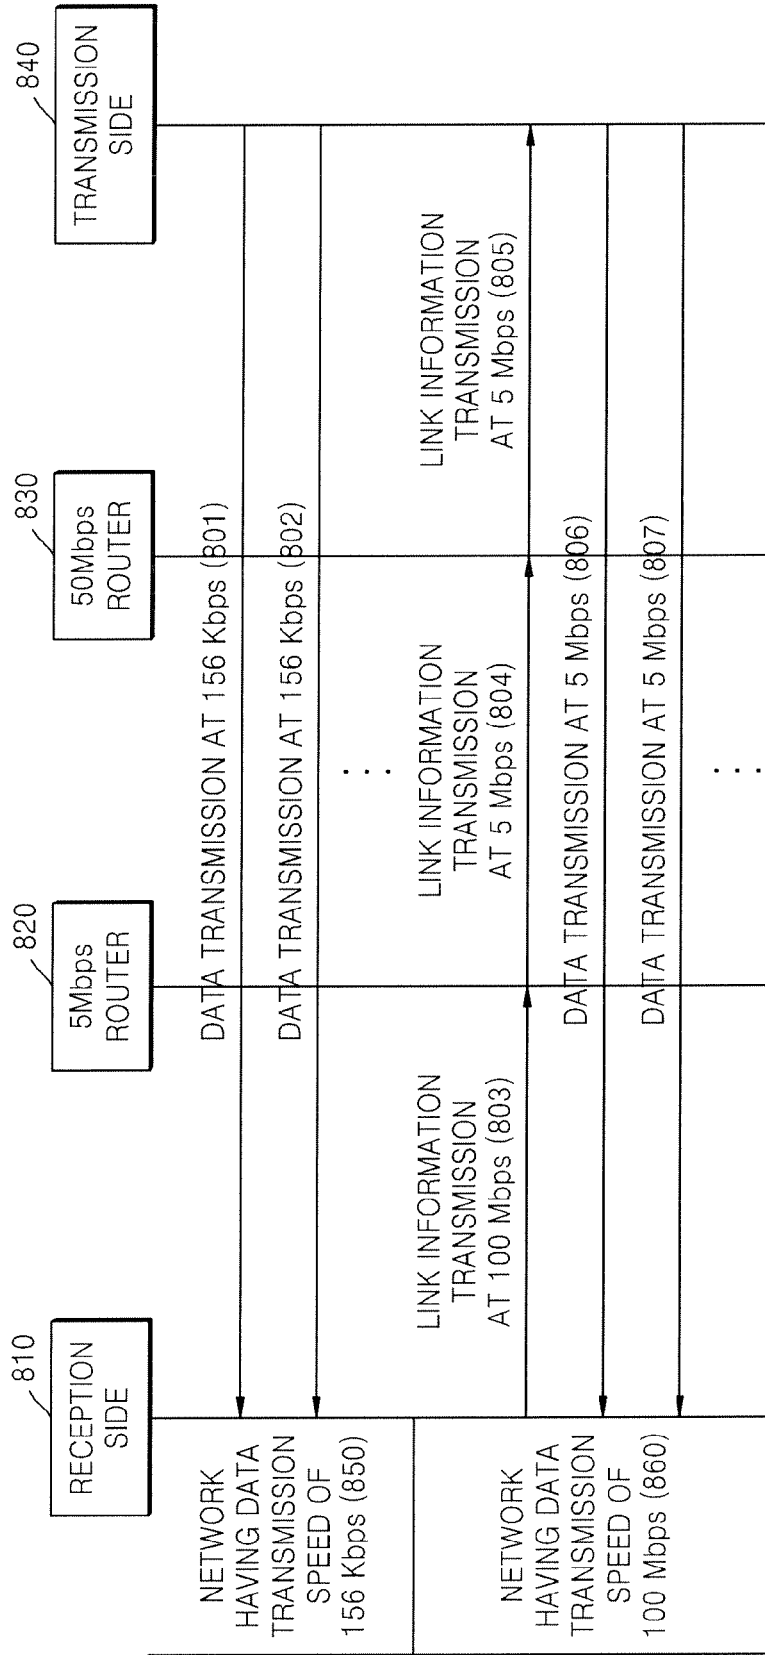 810
RECEPTION
SIDE
820
5Mbps
ROUTER
830
50Mbps
ROUTER
840
TRANSMISSION
SIDE
NETWORK
HAVING DATA
TRANSMISSION
SPEED OF
156 Kbps (850)
DATA TRANSMISSION AT 156 Kbps (801)
DATA TRANSMISSION AT 156 Kbps (802)
...
NETWORK
HAVING DATA
TRANSMISSION
SPEED OF
100 Mbps (860)
LINK INFORMATION
TRANSMISSION
AT 100 Mbps (803)
LINK INFORMATION
TRANSMISSION
AT 5 Mbps (804)
LINK INFORMATION
TRANSMISSION
AT 5 Mbps (805)
DATA TRANSMISSION AT 5 Mbps (806)
DATA TRANSMISSION AT 5 Mbps (807)
...